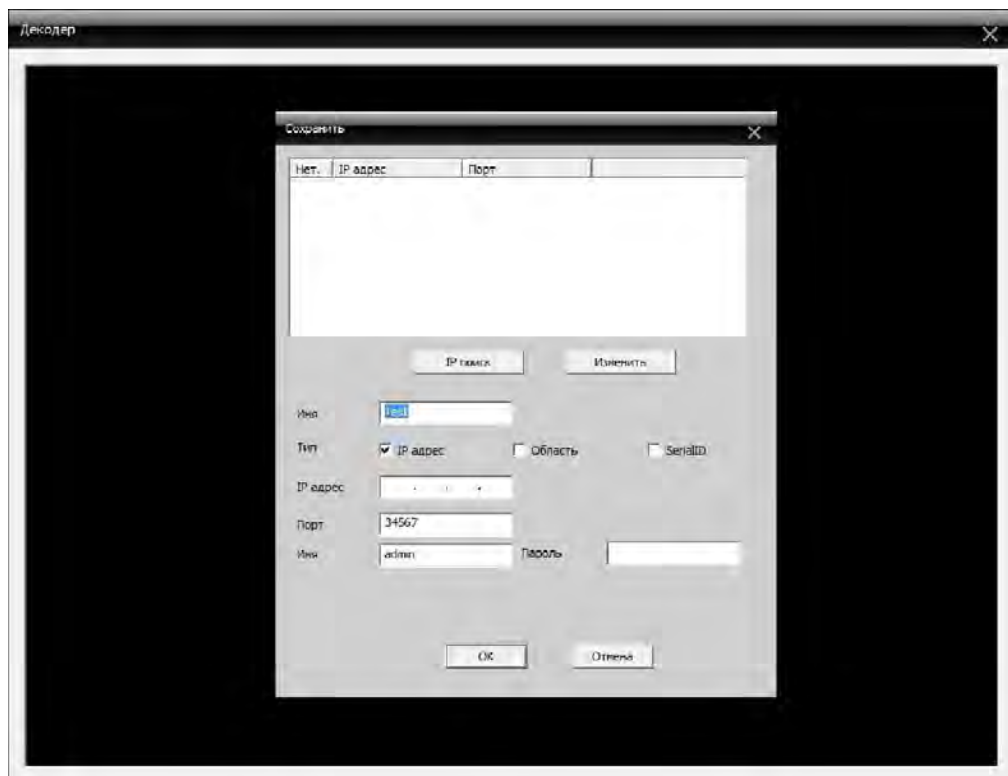 Декодер
Сохранить
Нет. IP адрес Порт
IP поиск Изменить
Имя Test
Тип IP адрес Область SerialID
IP адрес . . .
Порт 34567
Имя admin Пароль
OK Отмена